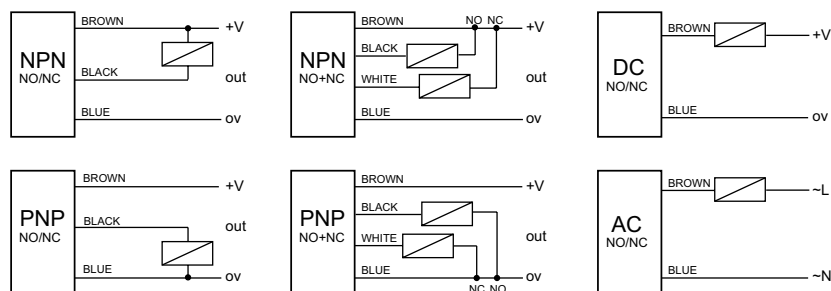 BROWN
+V
NPN
NO/NC
BLACK
out
BLUE
ov
BROWN
NO NC
+V
NPN
NO+NC
BLACK
WHITE
out
BLUE
ov
BROWN
+V
DC
NO/NC
BLUE
ov
BROWN
+V
PNP
NO/NC
BLACK
out
BLUE
ov
BROWN
+V
PNP
NO+NC
BLACK
WHITE
out
BLUE
ov
NC NO
BROWN
~L
AC
NO/NC
BLUE
~N